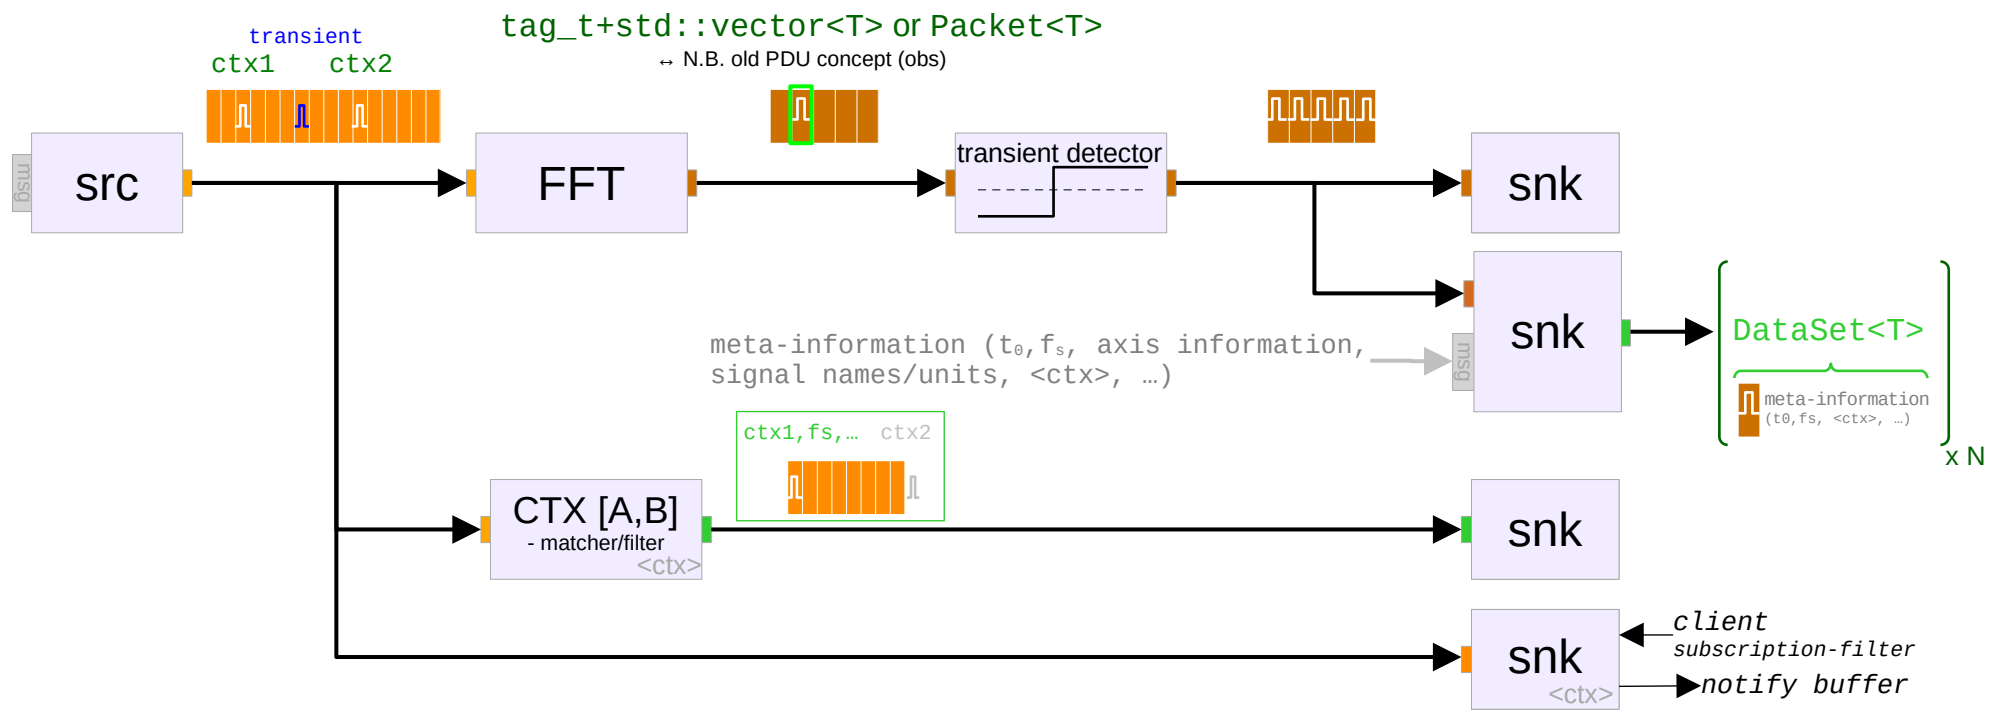 tag_t+std::vector<T> or Packet<T>
↔ N.B. old PDU concept (obs)
transient
ctx1 ctx2
msg
src
FFT
transient detector
snk
snk
msg
meta-information (t₀,fₛ, axis information,
signal names/units, <ctx>, …)
DataSet<T>
meta-information
(t0,fs, <ctx>, …)
x N
ctx1,fs,… ctx2
CTX [A,B]
- matcher/filter
<ctx>
snk
snk
<ctx>
client
subscription-filter
notify buffer